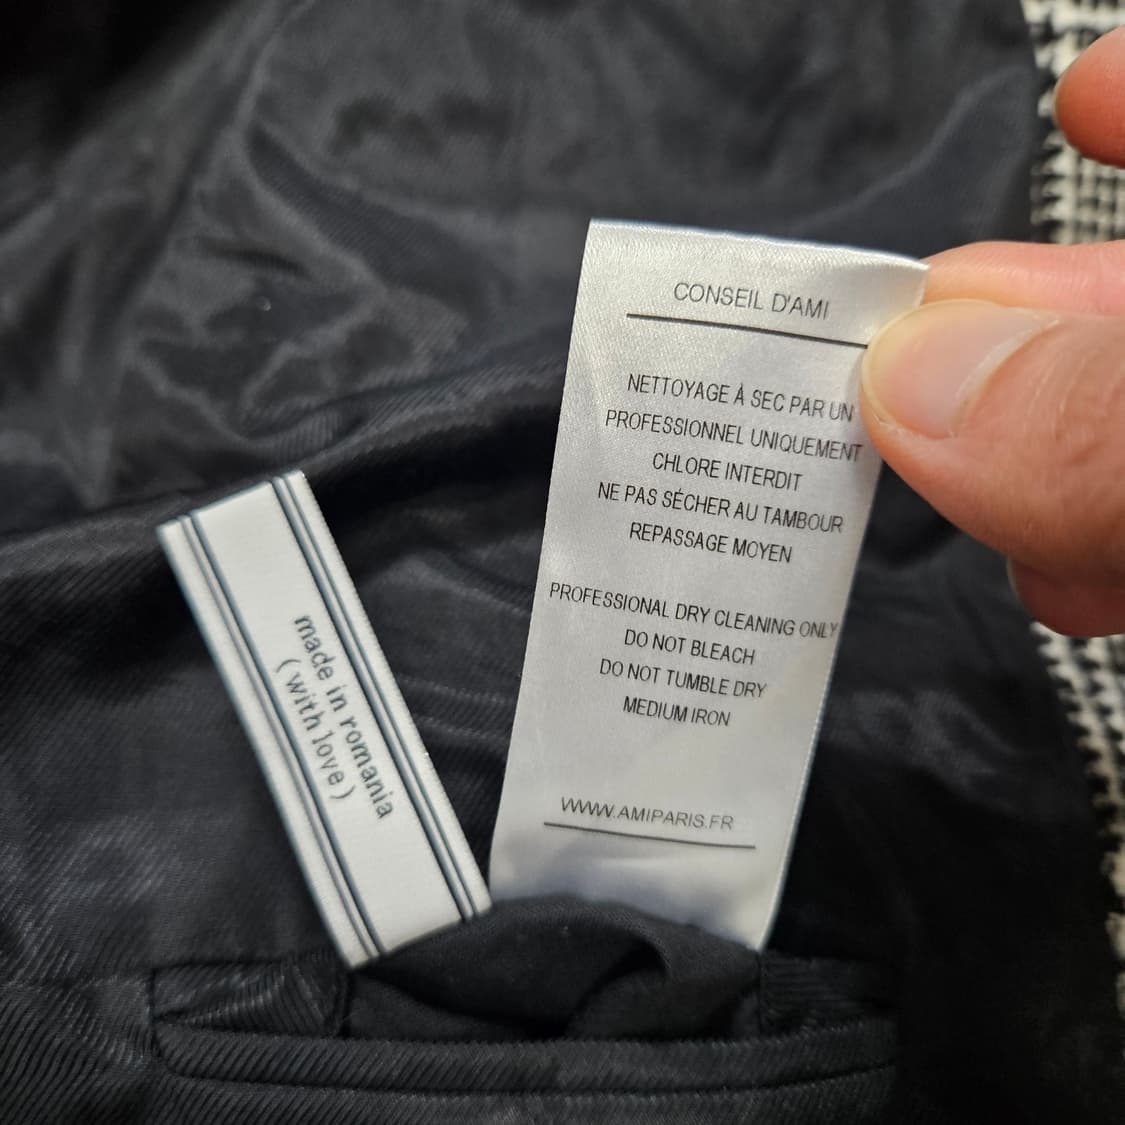 CONSEIL D'AMI
NETTOYAGE À SEC PAR UN
PROFESSIONNEL UNIQUEMENT
CHLORE INTERDIT
NE PAS SÉCHER AU TAMBOUR
REPASSAGE MOYEN
PROFESSIONAL DRY CLEANING ONLY
DO NOT BLEACH
DO NOT TUMBLE DRY
MEDIUM IRON
WWW.AMIPARIS.FR
made in romania
(with love)